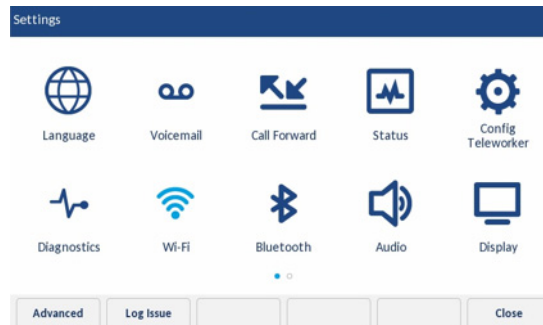 Settings
Language
Voicemail
Call Forward
Status
Config
Teleworker
Diagnostics
Wi-Fi
Bluetooth
Audio
Display
Advanced
Log Issue
Close